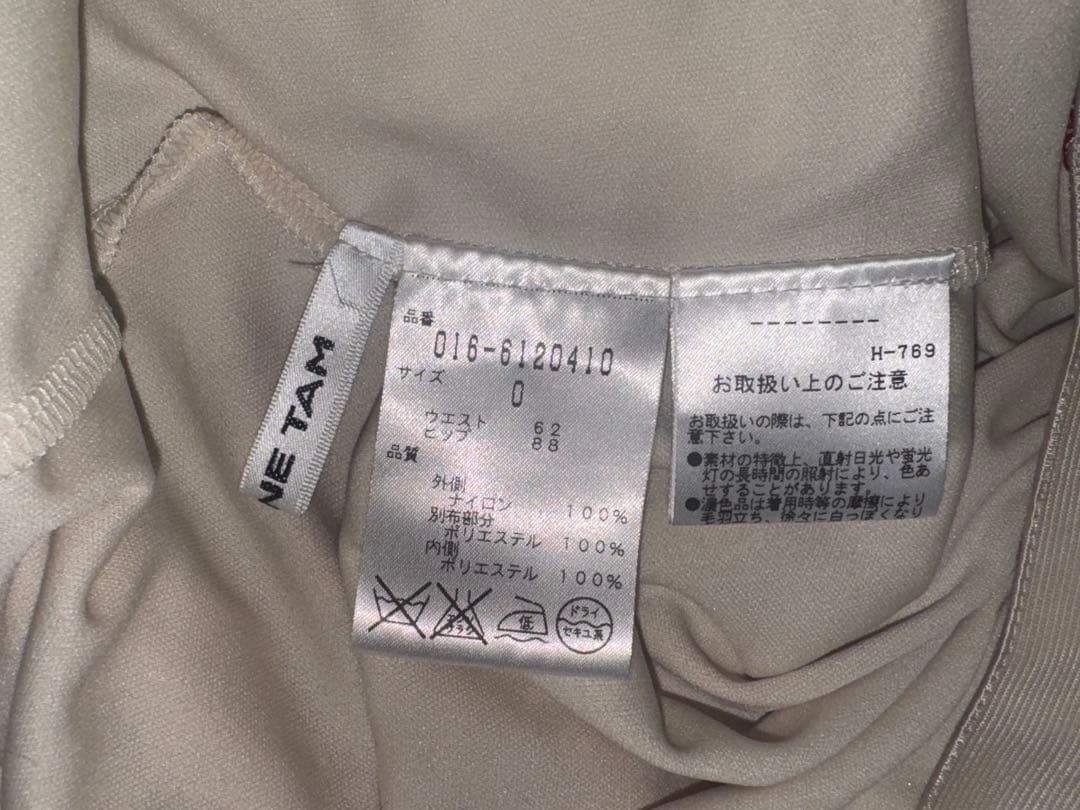 NE TAM
品番
016-6120410
サイズ
0
ウエスト 62
ヒップ 88
品質
外側
ナイロン 100%
別布部分
ポリエステル 100%
内側
ポリエステル 100%
低
ドライ
セキユ系
--------
H-769
お取扱い上のご注意
お取扱いの際は、下記の点にご注
意下さい。
●素材の特徴上、直射日光や蛍光
灯の長時間の照射により、色あ
せすることがあります。
●濃色品は着用時等の摩擦により
毛羽立ち、徐々に白っぽくなり